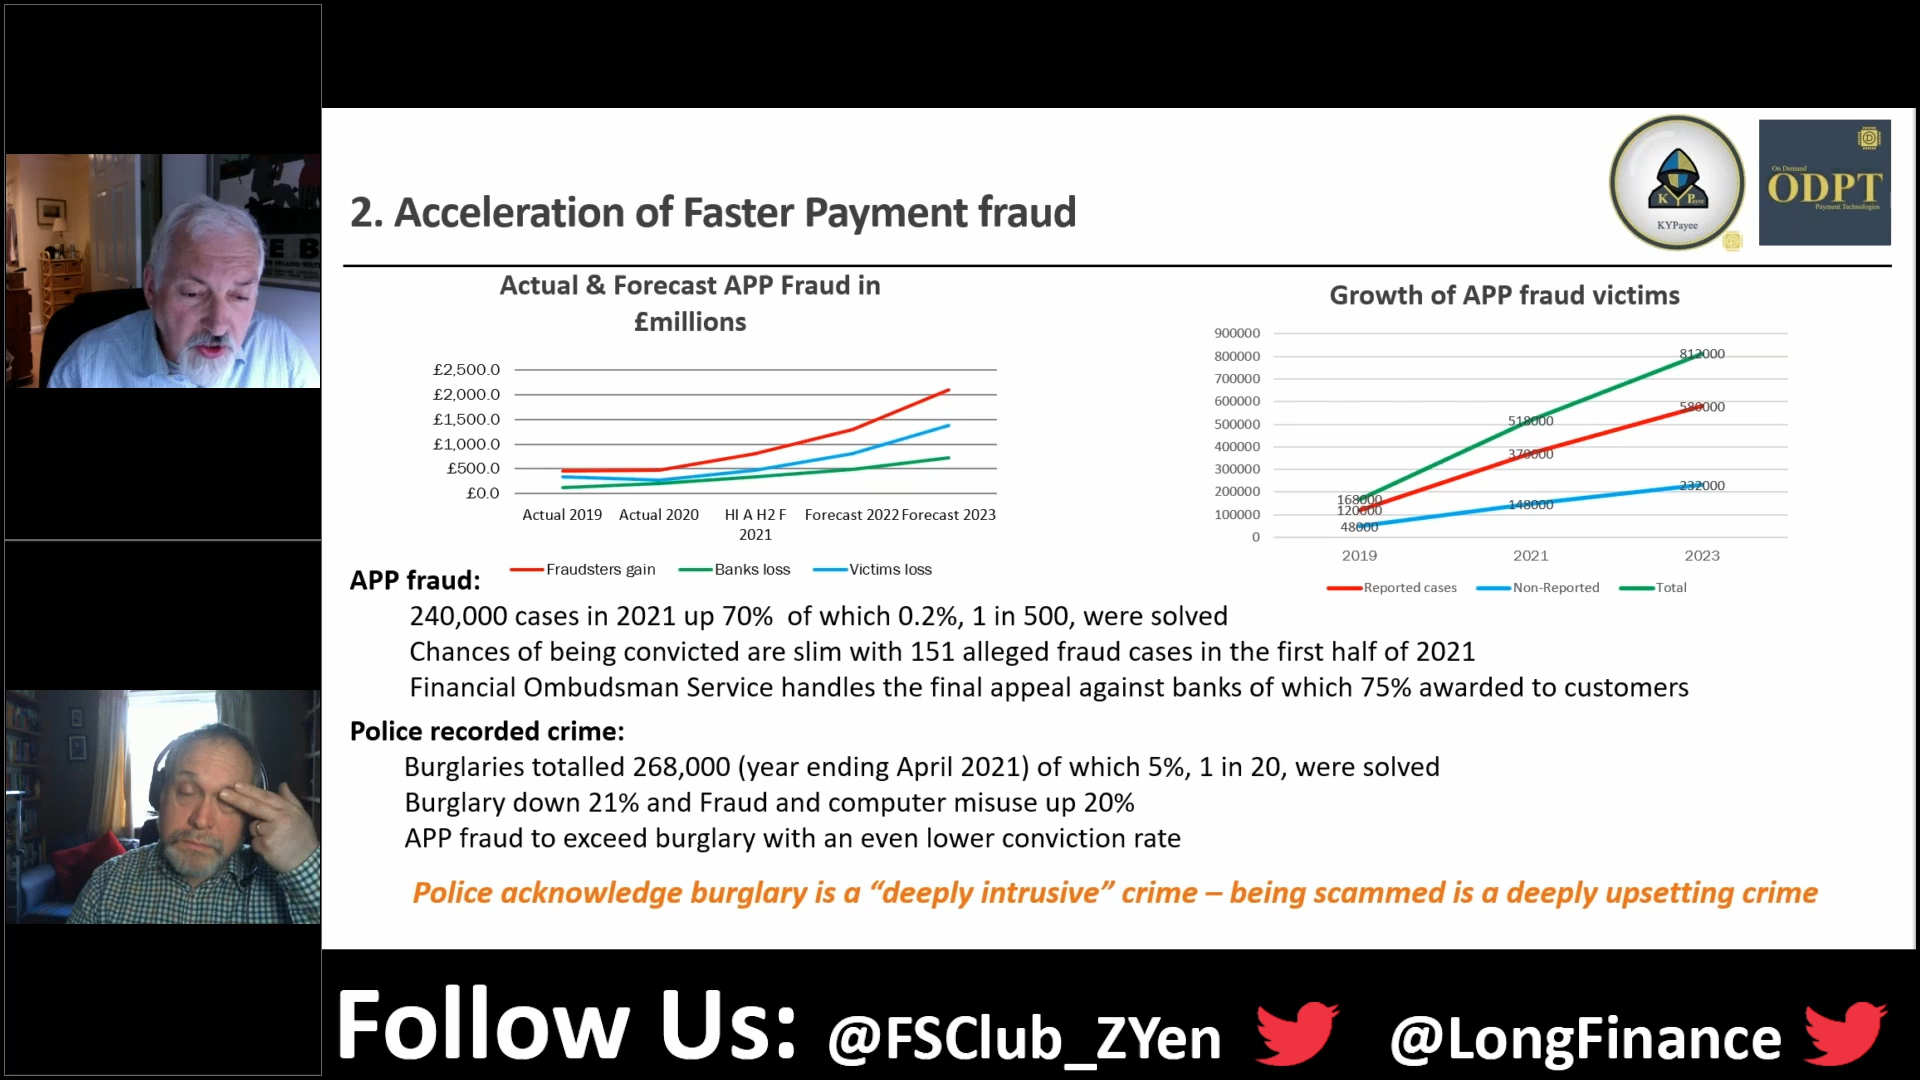 2. Acceleration of Faster Payment fraud
KYPayee
On Demand
ODPT
Payment Technologies
Actual & Forecast APP Fraud in
£millions
£2,500.0
£2,000.0
£1,500.0
£1,000.0
£500.0
£0.0
Actual 2019 Actual 2020 HI A H2 F 2021 Forecast 2022 Forecast 2023
Fraudsters gain Banks loss Victims loss
Growth of APP fraud victims
900000
800000
700000
600000
500000
400000
300000
200000
100000
0
812000
580000
518000
370000
232000
168000
148000
120000
48000
2019 2021 2023
Reported cases Non-Reported Total
APP fraud:
240,000 cases in 2021 up 70% of which 0.2%, 1 in 500, were solved
Chances of being convicted are slim with 151 alleged fraud cases in the first half of 2021
Financial Ombudsman Service handles the final appeal against banks of which 75% awarded to customers
Police recorded crime:
Burglaries totalled 268,000 (year ending April 2021) of which 5%, 1 in 20, were solved
Burglary down 21% and Fraud and computer misuse up 20%
APP fraud to exceed burglary with an even lower conviction rate
Police acknowledge burglary is a “deeply intrusive” crime – being scammed is a deeply upsetting crime
Follow Us: @FSClub_ZYen @LongFinance